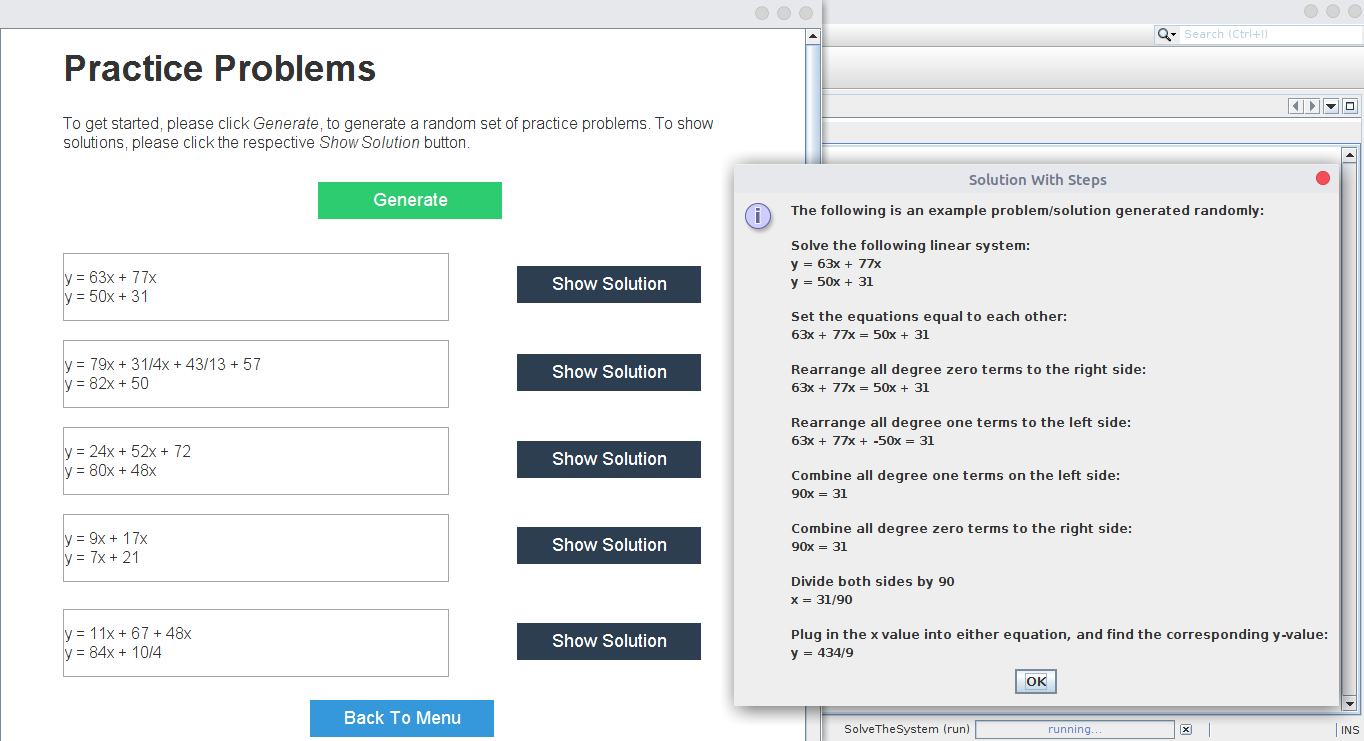 Practice Problems
To get started, please click Generate, to generate a random set of practice problems. To show
solutions, please click the respective Show Solution button.
Generate
y = 63x + 77x
y = 50x + 31
Show Solution
y = 79x + 31/4x + 43/13 + 57
y = 82x + 50
Show Solution
y = 24x + 52x + 72
y = 80x + 48x
Show Solution
y = 9x + 17x
y = 7x + 21
Show Solution
y = 11x + 67 + 48x
y = 84x + 10/4
Show Solution
Back To Menu
Search (Ctrl+I)
Solution With Steps
The following is an example problem/solution generated randomly:
Solve the following linear system:
y = 63x + 77x
y = 50x + 31
Set the equations equal to each other:
63x + 77x = 50x + 31
Rearrange all degree zero terms to the right side:
63x + 77x = 50x + 31
Rearrange all degree one terms to the left side:
63x + 77x + -50x = 31
Combine all degree one terms on the left side:
90x = 31
Combine all degree zero terms to the right side:
90x = 31
Divide both sides by 90
x = 31/90
Plug in the x value into either equation, and find the corresponding y-value:
y = 434/9
OK
SolveTheSystem (run)
running...
INS